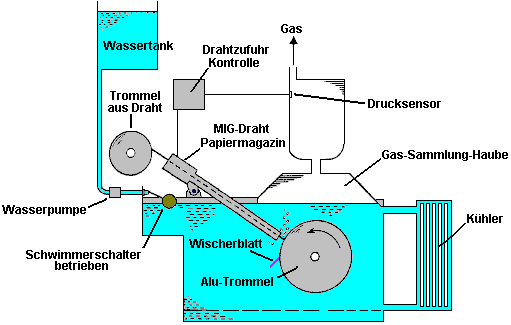 Gas
Wassertank
Drahtzufuhr
Kontrolle
Trommel
aus Draht
Drucksensor
MIG-Draht
Papiermagazin
Gas-Sammlung-Haube
Wasserpumpe
Kühler
Schwimmerschalter
betrieben
Wischerblatt
Alu-Trommel